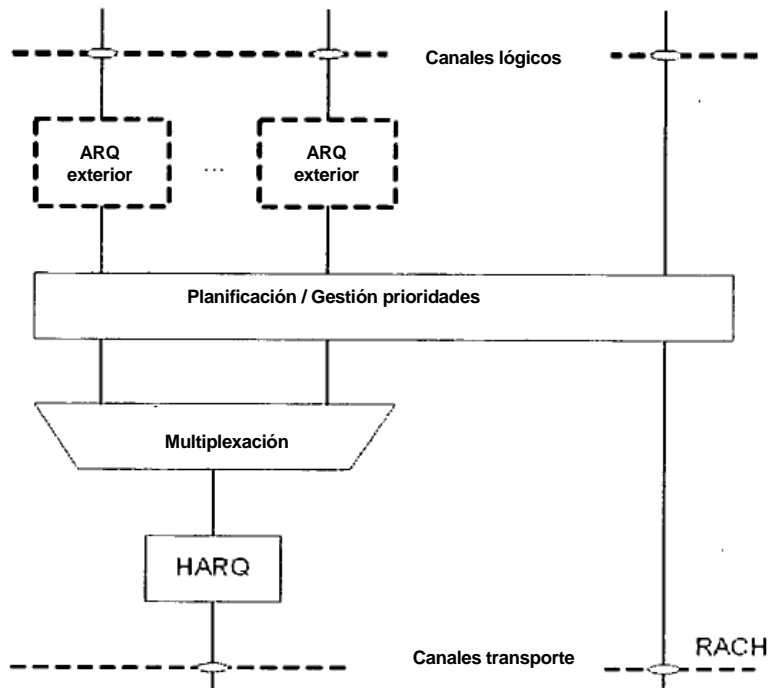 Canales lógicos
ARQ
exterior
...
ARQ
exterior
Planificación / Gestión prioridades
Multiplexación
HARQ
Canales transporte
RACH